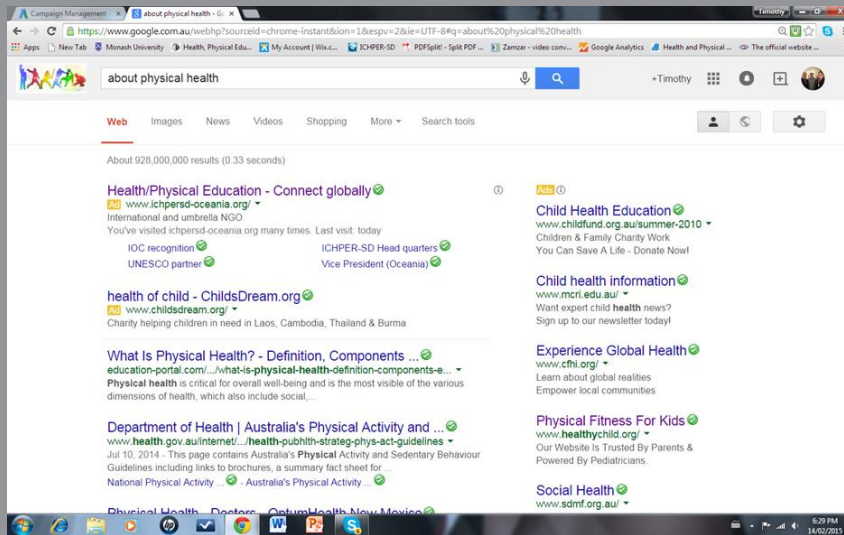 Campaign Management
about physical health - Go
Timothy
https://www.google.com.au/webhp?sourceid=chrome-instant&ion=1&espv=2&ie=UTF-8#q=about%20physical%20health
Apps New Tab Monash University Health, Physical Edu... My Account | Wix.c... ICHPER-SD PDFSplit! - Split PDF ... Zamzar - video conv... Google Analytics Health and Physical ... The official website ...
about physical health
+Timothy
Web Images News Videos Shopping More Search tools
About 928,000,000 results (0.33 seconds)
Health/Physical Education - Connect globally
Ad www.ichpersd-oceania.org/
International and umbrella NGO
You've visited ichpersd-oceania.org many times. Last visit: today
IOC recognition ICHPER-SD Head quarters
UNESCO partner Vice President (Oceania)
health of child - ChildsDream.org
Ad www.childsdream.org/
Charity helping children in need in Laos, Cambodia, Thailand & Burma
What Is Physical Health? - Definition, Components ...
education-portal.com/.../what-is-physical-health-definition-components-e...
Physical health is critical for overall well-being and is the most visible of the various
dimensions of health, which also include social,...
Department of Health | Australia's Physical Activity and ...
www.health.gov.au/internet/.../health-pubhlth-strateg-phys-act-guidelines
Jul 10, 2014 - This page contains Australia's Physical Activity and Sedentary Behaviour
Guidelines including links to brochures, a summary fact sheet for ...
National Physical Activity ... - Australia's Physical Activity ...
Physical Health - Doctors - OptumHealth New Mexico
Ads
Child Health Education
www.childfund.org.au/summer-2010
Children & Family Charity Work
You Can Save A Life - Donate Now!
Child health information
www.mcri.edu.au/
Want expert child health news?
Sign up to our newsletter today!
Experience Global Health
www.cfhi.org/
Learn about global realities
Empower local communities
Physical Fitness For Kids
www.healthychild.org/
Our Website Is Trusted By Parents &
Powered By Pediatricians.
Social Health
www.sdmf.org.au/
6:29 PM
14/02/2015